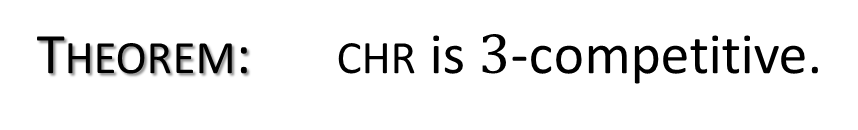 THEOREM: CHR is 3-competitive.